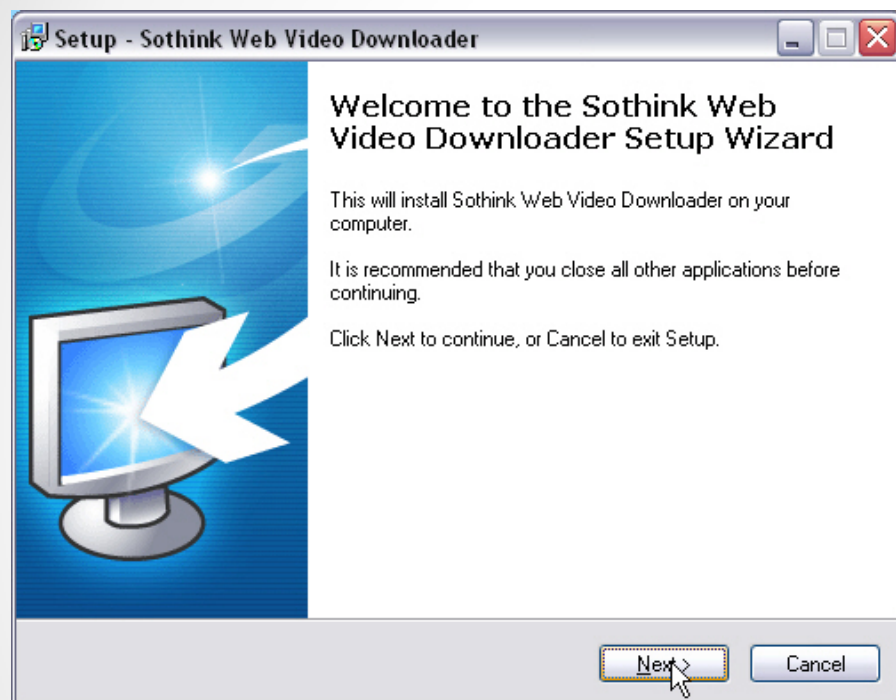 Setup - Sothink Web Video Downloader
Welcome to the Sothink Web
Video Downloader Setup Wizard
This will install Sothink Web Video Downloader on your
computer.
It is recommended that you close all other applications before
continuing.
Click Next to continue, or Cancel to exit Setup.
Next >
Cancel